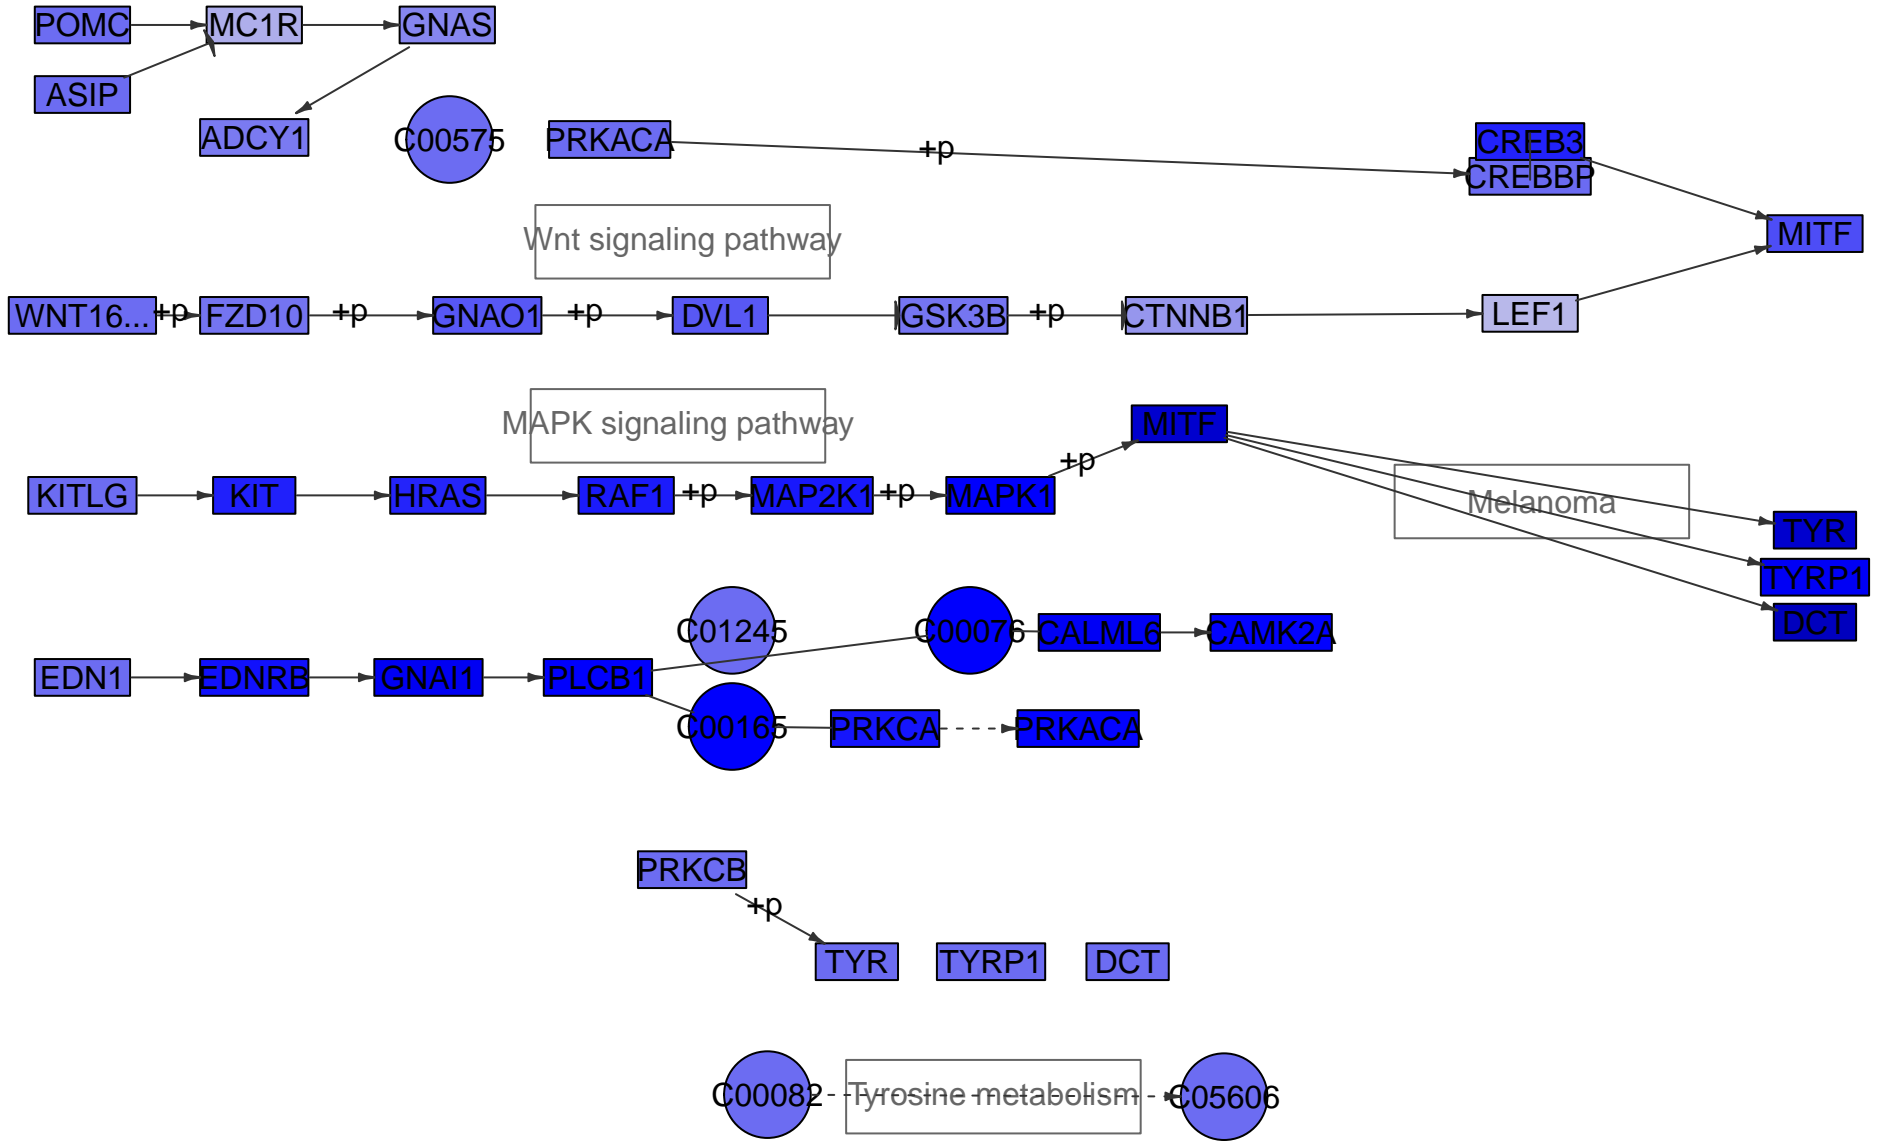 POMC
MC1R
GNAS
ASIP
ADCY1
C00575
PRKACA
+p
CREB3
CREBBP
MITF
Wnt signaling pathway
WNT16...
+p
FZD10
+p
GNAO1
+p
DVL1
GSK3B
+p
CTNNB1
LEF1
MAPK signaling pathway
MITF
+p
KITLG
KIT
HRAS
RAF1
+p
MAP2K1
+p
MAPK1
Melanoma
TYR
TYRP1
DCT
C01245
C00076
CALML6
CAMK2A
EDN1
EDNRB
GNAI1
PLCB1
C00165
PRKCA
PRKACA
PRKCB
+p
TYR
TYRP1
DCT
C00082
Tyrosine metabolism
C05606